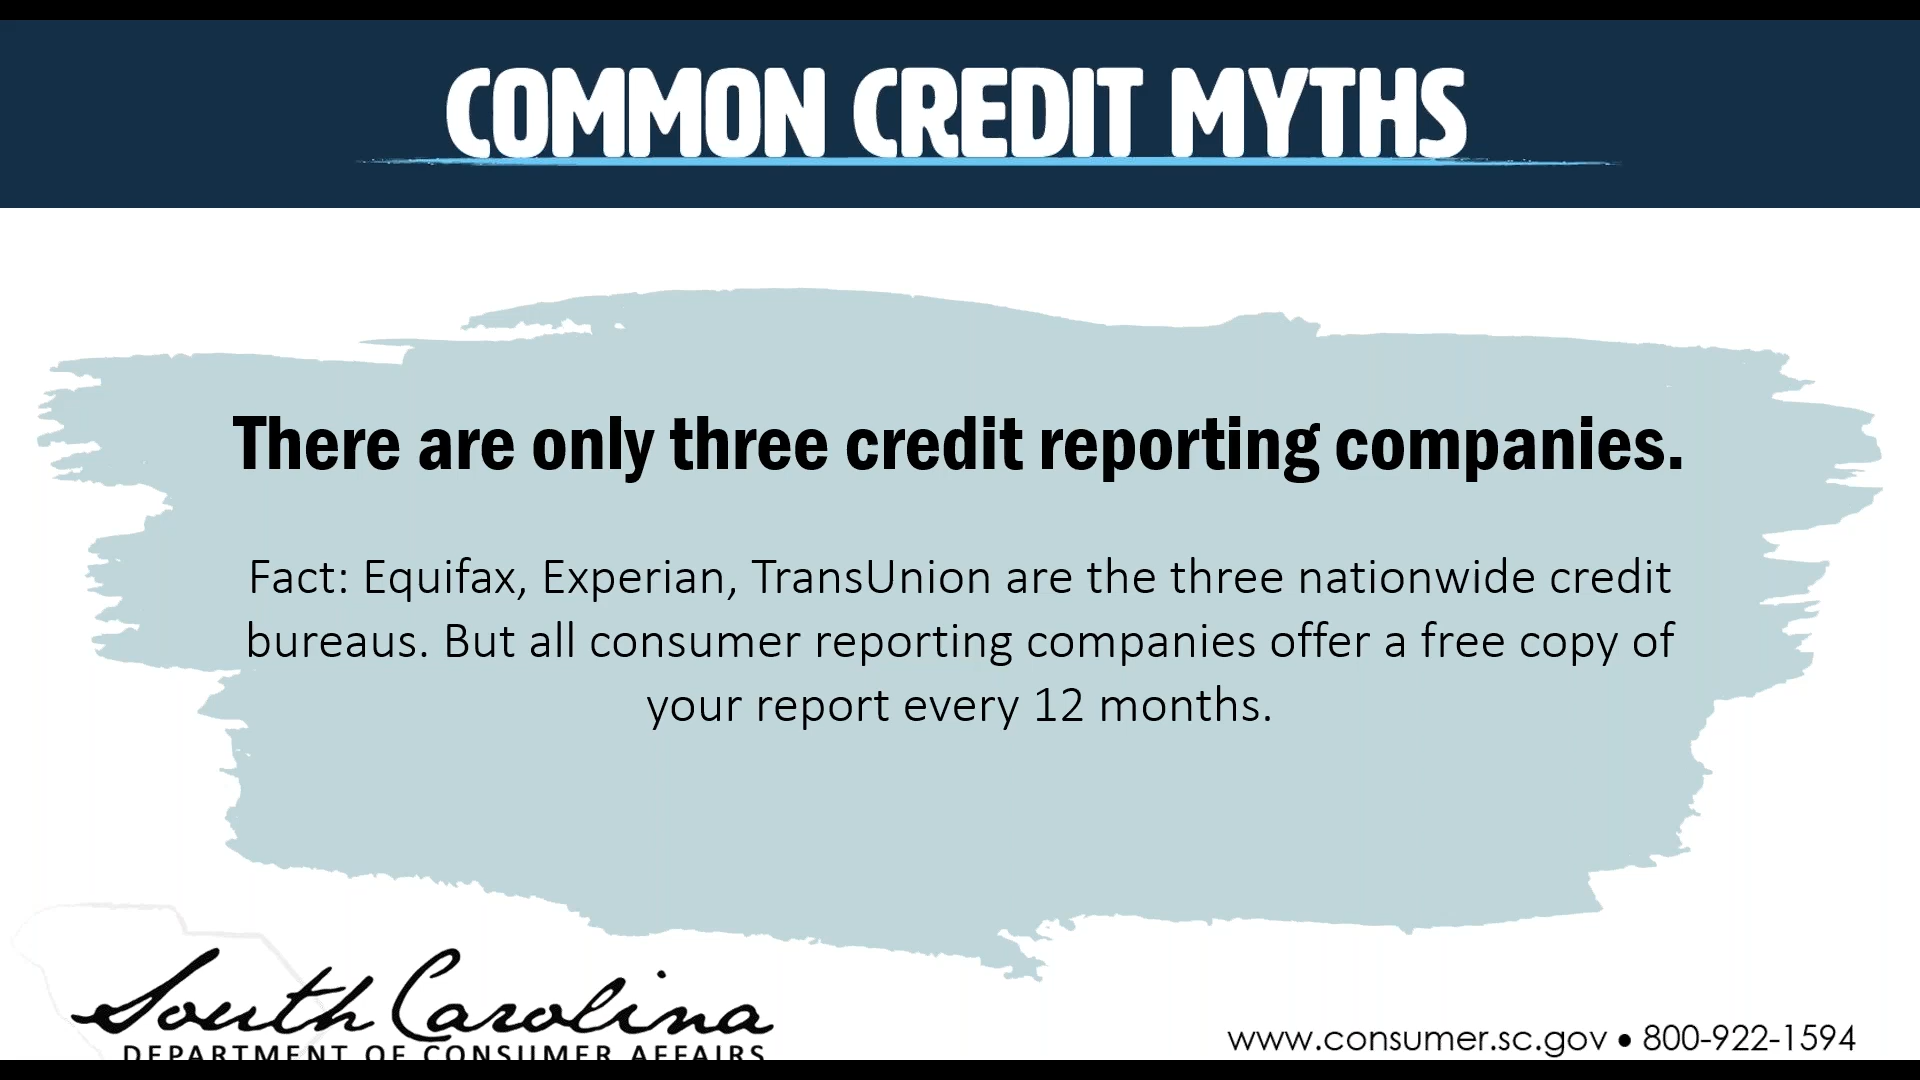 COMMON CREDIT MYTHS
There are only three credit reporting companies.
Fact: Equifax, Experian, TransUnion are the three nationwide credit
bureaus. But all consumer reporting companies offer a free copy of
your report every 12 months.
South Carolina
DEPARTMENT OF CONSUMER AFFAIRS
www.consumer.sc.gov • 800-922-1594